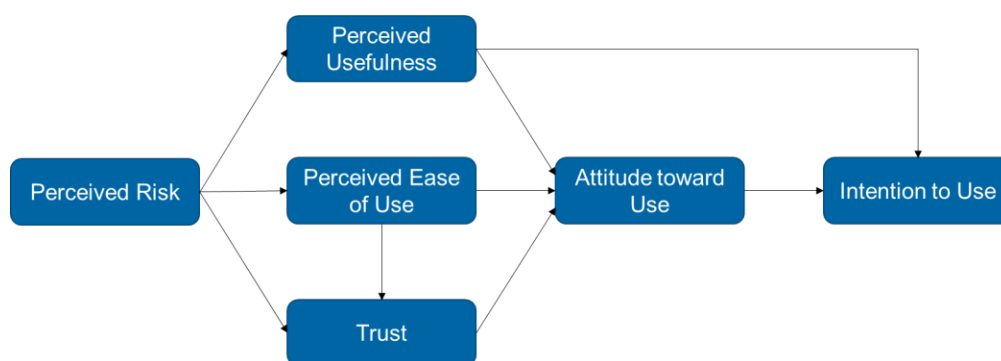 Perceived
Usefulness
Perceived Risk
Perceived Ease
of Use
Attitude toward
Use
Intention to Use
Trust